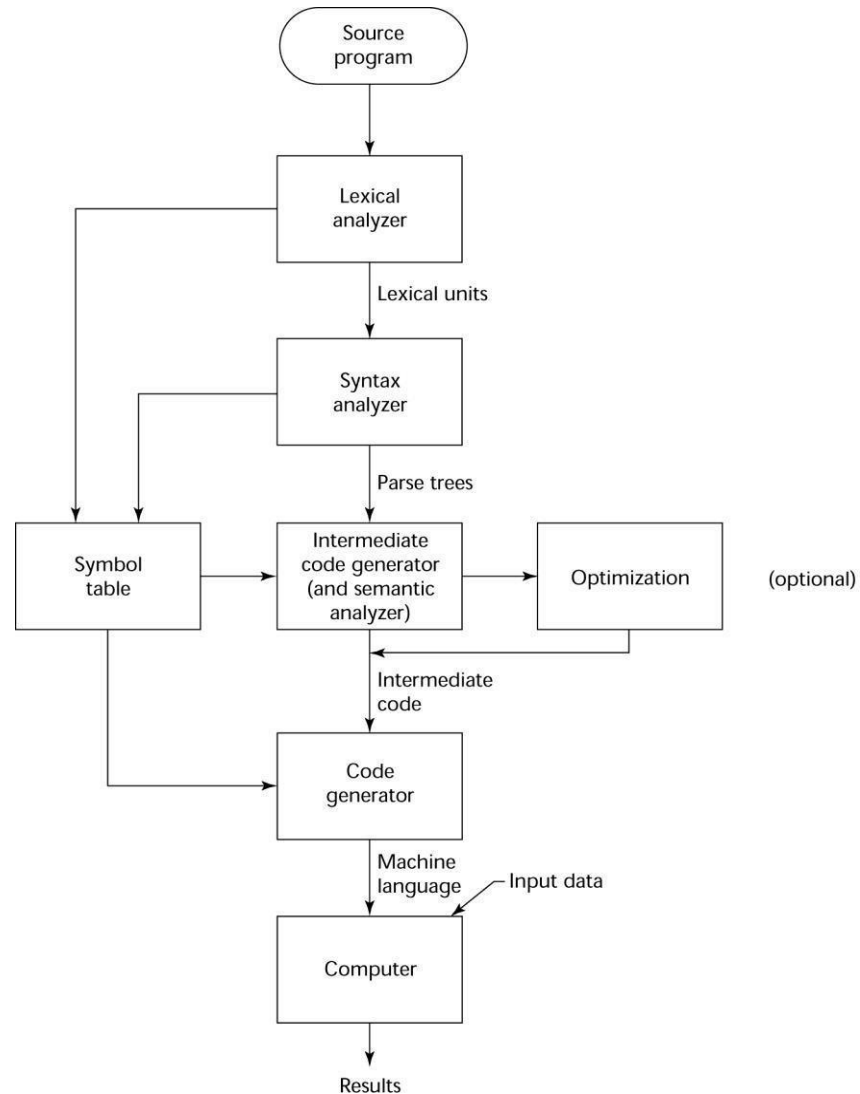 Source
program
Lexical
analyzer
Lexical units
Syntax
analyzer
Parse trees
Symbol
table
Intermediate
code generator
(and semantic
analyzer)
Optimization
(optional)
Intermediate
code
Code
generator
Machine
language
Input data
Computer
Results